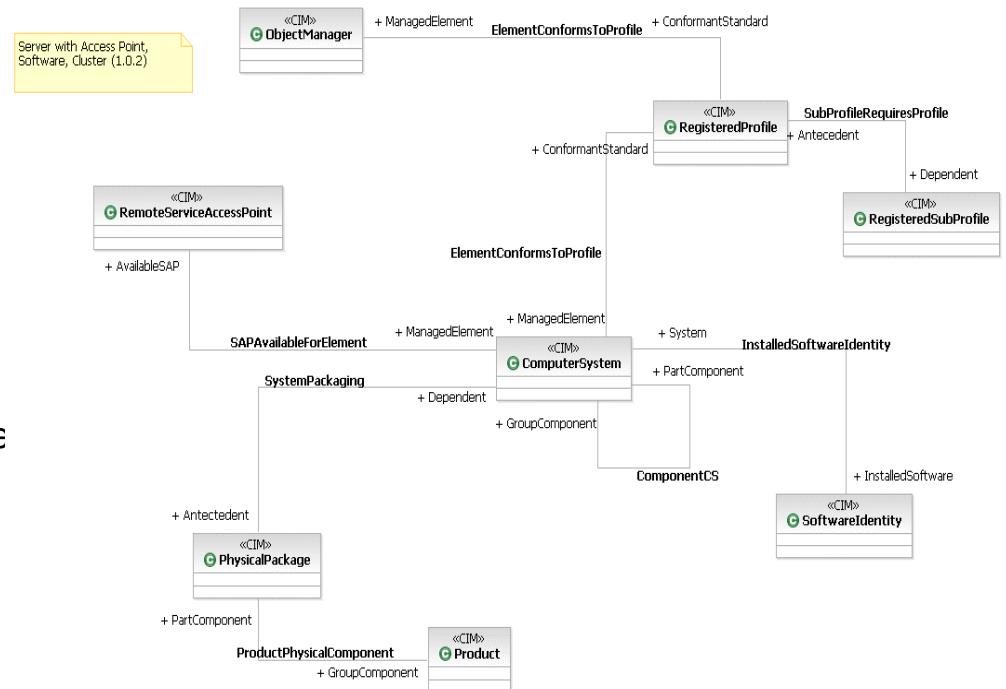 Server with Access Point,
Software, Cluster (1.0.2)
«CIM»
ObjectManager
+ ManagedElement
ElementConformsToProfile
+ ConformantStandard
«CIM»
RegisteredProfile
SubProfileRequiresProfile
+ Antecedent
+ ConformantStandard
+ Dependent
«CIM»
RegisteredSubProfile
«CIM»
RemoteServiceAccessPoint
+ AvailableSAP
ElementConformsToProfile
+ ManagedElement
+ ManagedElement
SAPAvailableForElement
«CIM»
ComputerSystem
+ System
InstalledSoftwareIdentity
+ PartComponent
SystemPackaging
+ Dependent
+ GroupComponent
ComponentCS
+ InstalledSoftware
«CIM»
SoftwareIdentity
+ Antectedent
«CIM»
PhysicalPackage
+ PartComponent
ProductPhysicalComponent
+ GroupComponent
«CIM»
Product